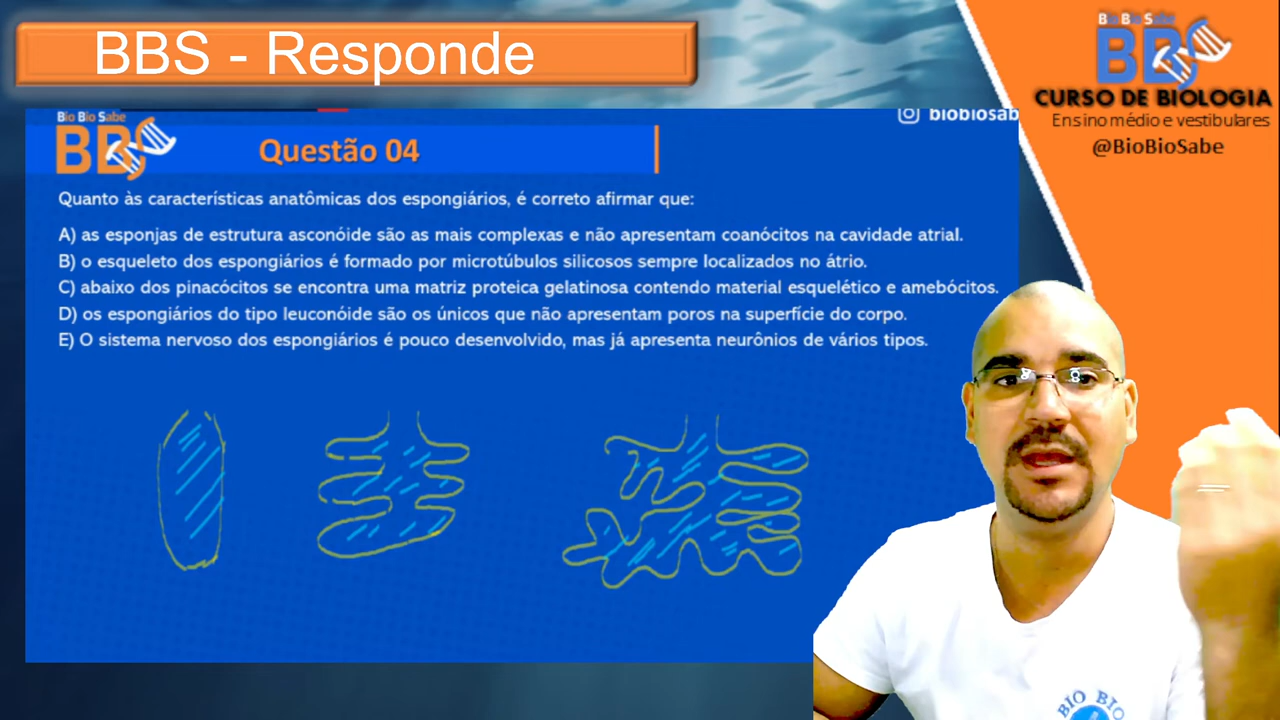 BBS - Responde
Bio Bio Sabe
BBS
CURSO DE BIOLOGIA
Ensino médio e vestibulares
@BioBioSabe
biobiosab
Bio Bio Sabe
BBS
Questão 04
Quanto às características anatômicas dos espongiários, é correto afirmar que:
A) as esponjas de estrutura asconóide são as mais complexas e não apresentam coanócitos na cavidade atrial.
B) o esqueleto dos espongiários é formado por microtúbulos silicosos sempre localizados no átrio.
C) abaixo dos pinacócitos se encontra uma matriz proteica gelatinosa contendo material esquelético e amebócitos.
D) os espongiários do tipo leuconóide são os únicos que não apresentam poros na superfície do corpo.
E) O sistema nervoso dos espongiários é pouco desenvolvido, mas já apresenta neurônios de vários tipos.
BIO BIO